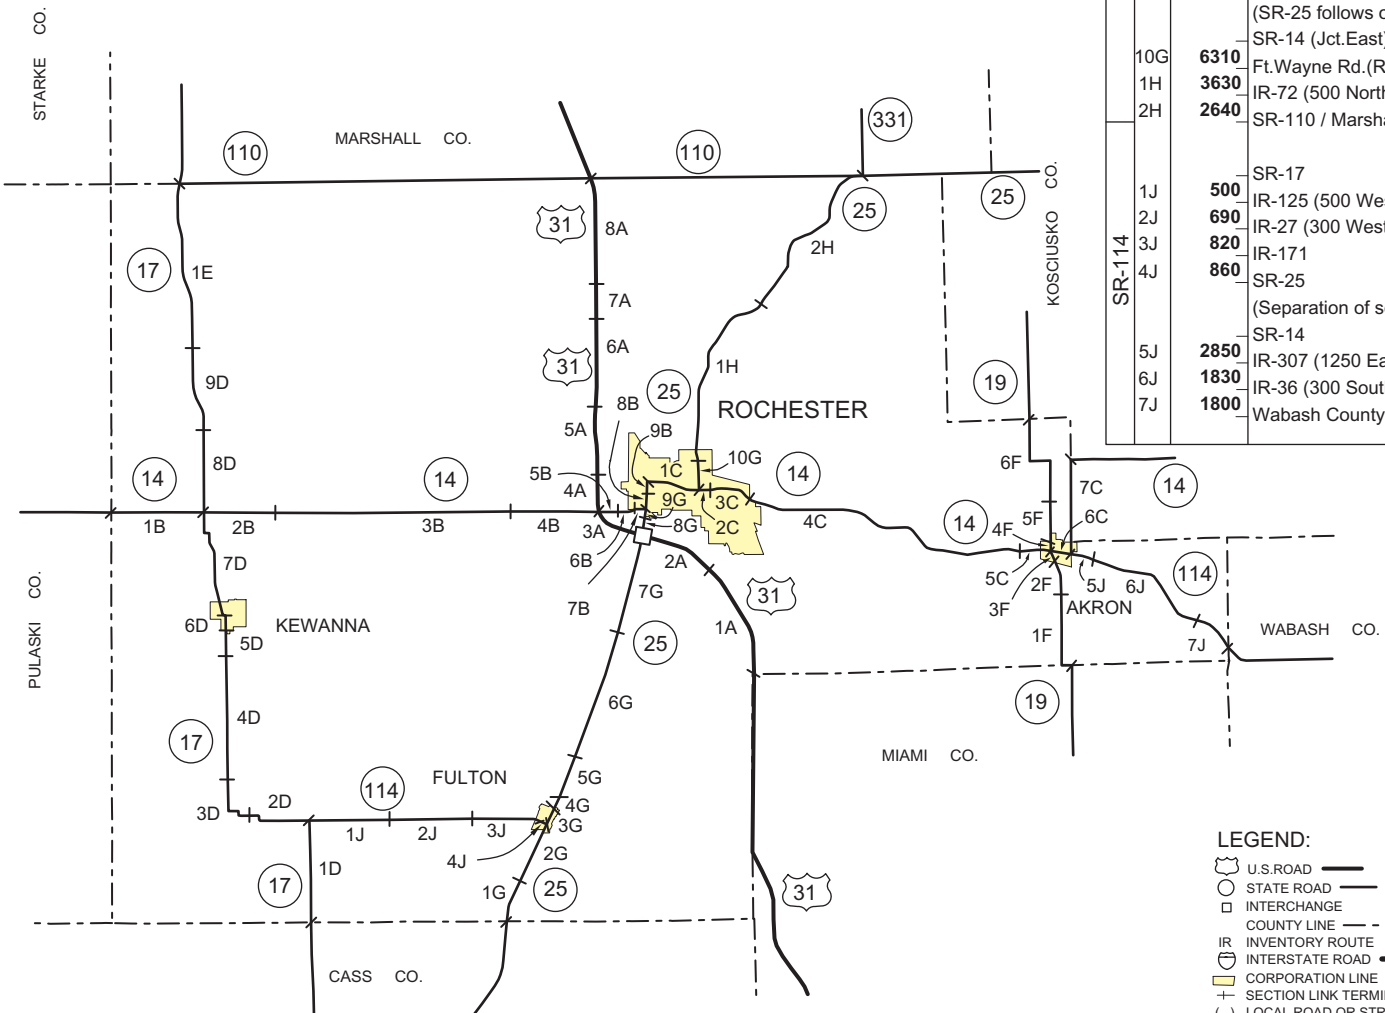 STARKE CO.
MARSHALL CO.
110
110
331
25
25
KOSCIUSKO CO.
31
8A
2H
17
1E
7A
6A
31
1H
25
19
9D
8B
ROCHESTER
5A
9B
10G
1C
6F
8D
14
14
5B
4A
9G
3C
14
7C
14
1B
2B
3B
4B
3A
8G
2C
4C
14
5F
4F
6C
6B
2A
5C
7D
7B
7G
31
3F
2F
5J
6J
114
AKRON
6D
KEWANNA
5D
1A
1F
7J
WABASH CO.
PULASKI CO.
25
6G
4D
17
19
MIAMI CO.
FULTON
114
5G
3D
2D
4G
3G
1J
2J
3J
4J
2G
1D
17
1G
25
31
CASS CO.
(SR-25 follows
SR-14 (Jct.East)
10G 6310
Ft.Wayne Rd.(R
1H 3630
IR-72 (500 North
2H 2640
SR-110 / Marsha
SR-114
SR-17
1J 500
IR-125 (500 Wes
2J 690
IR-27 (300 West
3J 820
IR-171
4J 860
SR-25
(Separation of s
SR-14
5J 2850
IR-307 (1250 Ea
6J 1830
IR-36 (300 Sout
7J 1800
Wabash County
LEGEND:
U.S.ROAD
STATE ROAD
INTERCHANGE
COUNTY LINE
IR INVENTORY ROUTE
INTERSTATE ROAD
CORPORATION LINE
SECTION LINK TERMI
LOCAL ROAD OR STR